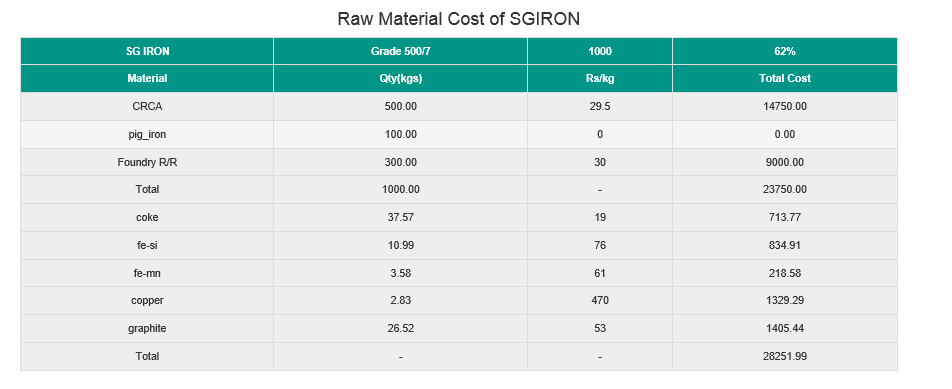 Raw Material Cost of SGIRON
SG IRON Grade 500/7 1000 62%
Material Qty(kgs) Rs/kg Total Cost
CRCA 500.00 29.5 14750.00
pig_iron 100.00 0 0.00
Foundry R/R 300.00 30 9000.00
Total 1000.00 - 23750.00
coke 37.57 19 713.77
fe-si 10.99 76 834.91
fe-mn 3.58 61 218.58
copper 2.83 470 1329.29
graphite 26.52 53 1405.44
Total - - 28251.99